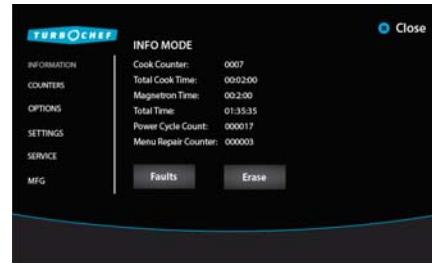 TURBOCHEF
Close
INFO MODE
INFORMATION
COUNTERS
OPTIONS
SETTINGS
SERVICE
MFG
Cook Counter: 0007
Total Cook Time: 00:02:00
Magnetron Time: 00:2:00
Total Time: 01:35:35
Power Cycle Count: 000017
Menu Repair Counter: 000003
Faults
Erase